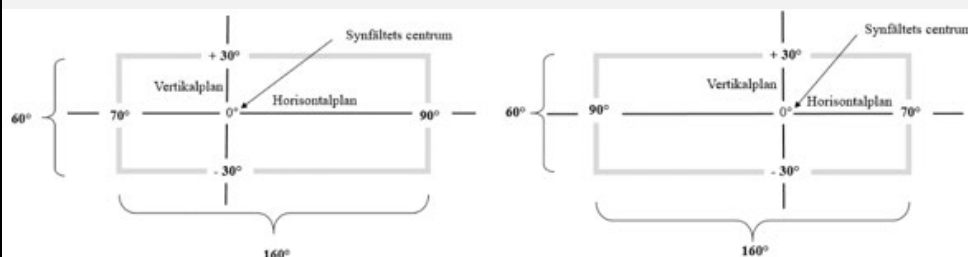 Synfältets centrum
+ 30°
Vertikalplan
Horisontalplan
60°
70°
0°
90°
- 30°
160°
Synfältets centrum
+ 30°
Vertikalplan
Horisontalplan
60°
90°
0°
70°
- 30°
160°